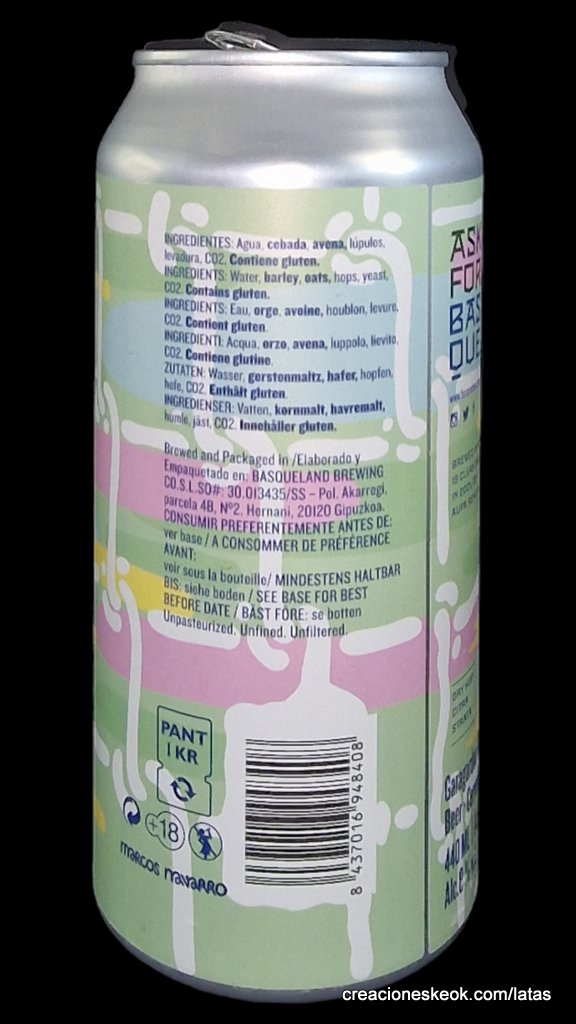 INGREDIENTES: Agua, cebada, avena, lúpulos,
levadura, CO2. Contiene gluten.
INGREDIENTS: Water, barley, oats, hops, yeast,
CO2. Contains gluten.
INGREDIENTS: Eau, orge, avoine, houblon, levure,
CO2. Contient gluten.
INGREDIENTI: Acqua, orzo, avena, luppolo, lievito,
CO2. Contiene glutine.
ZUTATEN: Wasser, gerstenmaltz, hafer, hopfen,
hefe, CO2. Enthält gluten.
INGREDIENSER: Vatten, kornmalt, havremalt,
humle, jäst, CO2. Innehåller gluten.
Brewed and Packaged In /Elaborado y
Empaquetado en: BASQUELAND BREWING
CO.S.L.SO#: 30.013435/SS - Pol. Akarregi,
parcela 4B, Nº2, Hernani, 20120 Gipuzkoa.
CONSUMIR PREFERENTEMENTE ANTES DE:
ver base / A CONSOMMER DE PRÉFÉRENCE
AVANT:
voir sous la bouteille/ MINDESTENS HALTBAR
BIS: siehe boden / SEE BASE FOR BEST
BEFORE DATE / BÄST FÖRE: se botten
Unpasteurized. Unfined. Unfiltered.
PANT
1 KR
+18
marcos navarro
8 437016 948408
ASK
FOR
BAS
QUE
DRY HOP
CITRA
STRATA
Beer
440 Ml
Alc.
creacioneskeok.com/latas